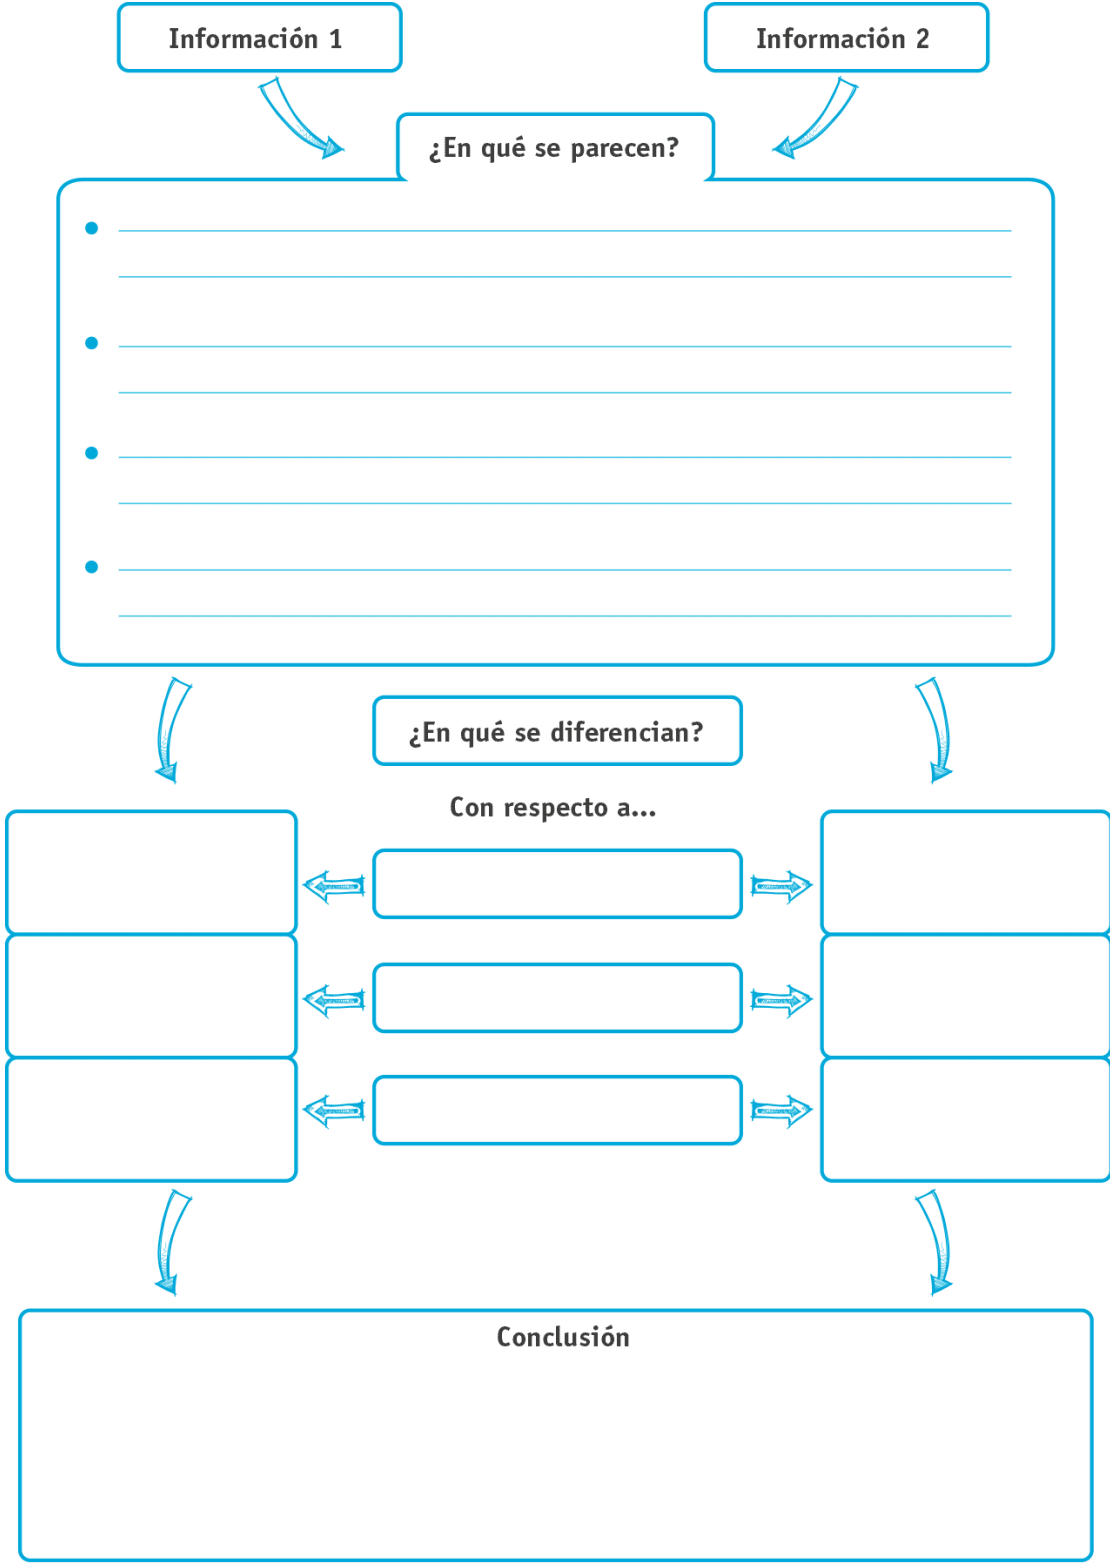 Información 1
Información 2
¿En qué se parecen?
¿En qué se diferencian?
Con respecto a...
Conclusión